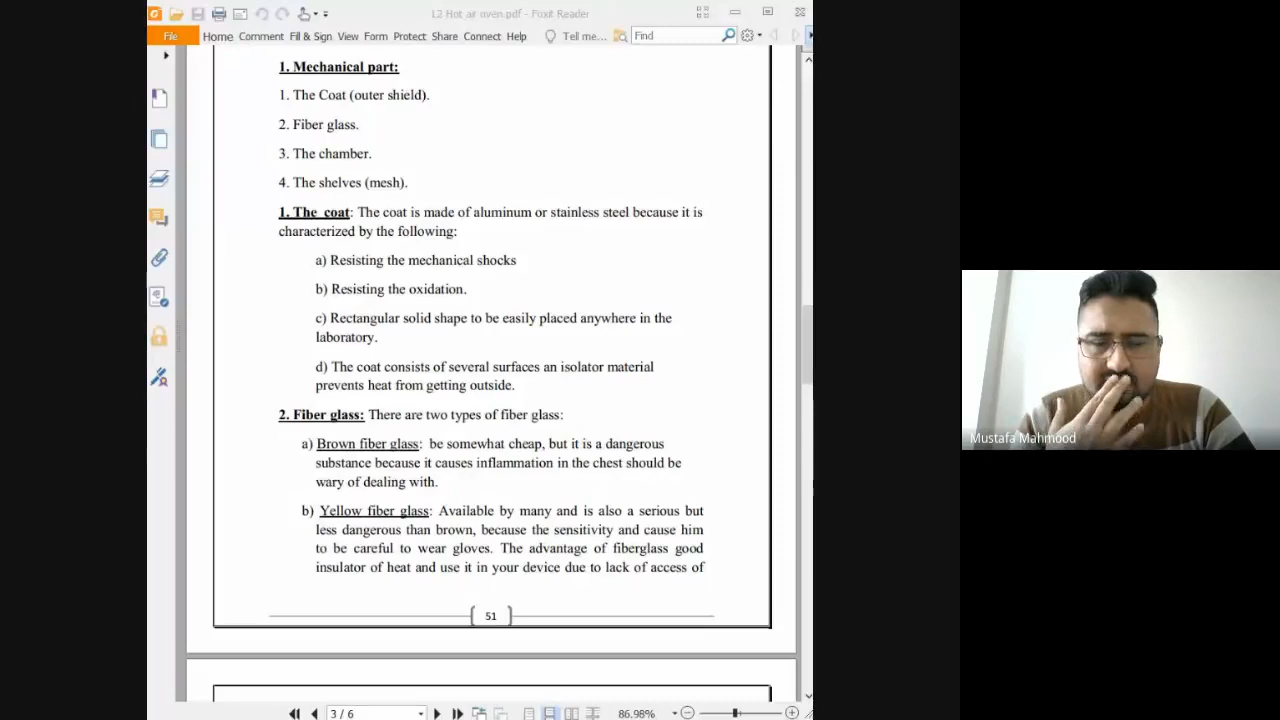 L2 Hot air oven.pdf - Foxit Reader
File Home Comment Fill & Sign View Form Protect Share Connect Help Tell me... Find
1. Mechanical part:
1. The Coat (outer shield).
2. Fiber glass.
3. The chamber.
4. The shelves (mesh).
1. The coat: The coat is made of aluminum or stainless steel because it is
characterized by the following:
a) Resisting the mechanical shocks
b) Resisting the oxidation.
c) Rectangular solid shape to be easily placed anywhere in the
laboratory.
d) The coat consists of several surfaces an isolator material
prevents heat from getting outside.
2. Fiber glass: There are two types of fiber glass:
a) Brown fiber glass: be somewhat cheap, but it is a dangerous
substance because it causes inflammation in the chest should be
wary of dealing with.
b) Yellow fiber glass: Available by many and is also a serious but
less dangerous than brown, because the sensitivity and cause him
to be careful to wear gloves. The advantage of fiberglass good
insulator of heat and use it in your device due to lack of access of
51
3 / 6
86.98%
Mustafa Mahmood